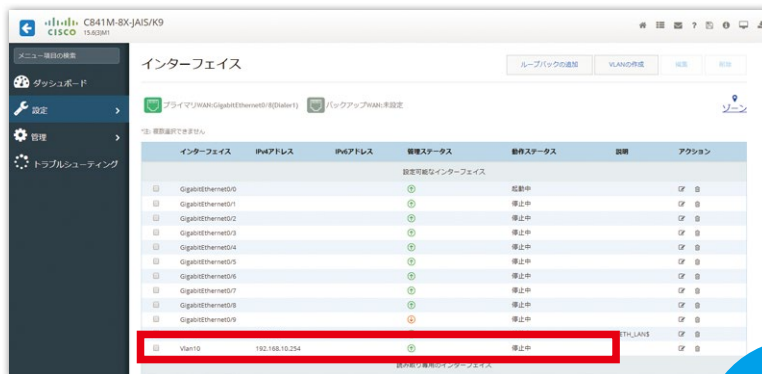 CISCO C841M-8X-JAIS/K9
15.6(3)M1
メニュー項目の検索
ダッシュボード
設定
管理
トラブルシューティング
インターフェイス
ループバックの追加 VLANの作成 編集 削除
プライマリWAN:GigabitEthernet0/8(Dialer1) バックアップWAN:未設定
ゾーン
*注: 複数選択できません
インターフェイス IPv4アドレス IPv6アドレス 管理ステータス 動作ステータス 説明 アクション
設定可能なインターフェイス
GigabitEthernet0/0 起動中
GigabitEthernet0/1 停止中
GigabitEthernet0/2 停止中
GigabitEthernet0/3 停止中
GigabitEthernet0/4 停止中
GigabitEthernet0/5 停止中
GigabitEthernet0/6 停止中
GigabitEthernet0/7 停止中
GigabitEthernet0/8 停止中
GigabitEthernet0/9 停止中
ETH_LAN$
Vlan10 192.168.10.254 停止中
読み取り専用のインターフェイス